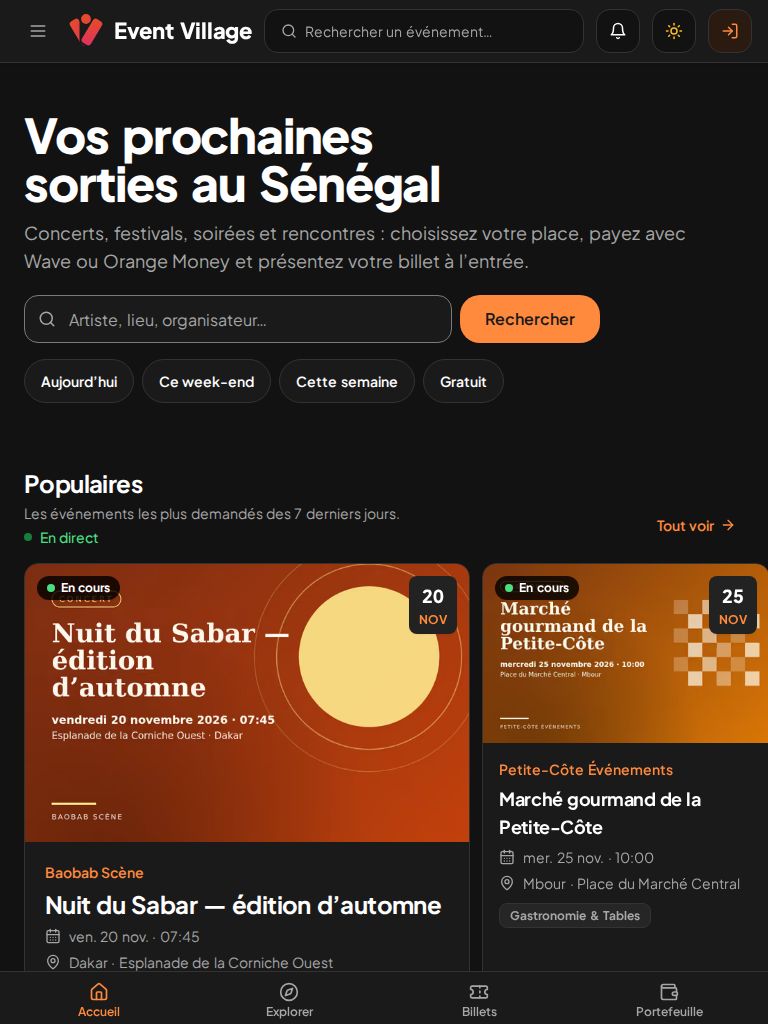 Event Village
Rechercher un événement...
Vos prochaines
sorties au Sénégal
Concerts, festivals, soirées et rencontres : choisissez votre place, payez avec
Wave ou Orange Money et présentez votre billet à l’entrée.
Artiste, lieu, organisateur...
Rechercher
Aujourd’hui
Ce week-end
Cette semaine
Gratuit
Populaires
Les événements les plus demandés des 7 derniers jours.
En direct
Tout voir
En cours
20
NOV
Nuit du Sabar —
édition
d’automne
vendredi 20 novembre 2026 · 07:45
Esplanade de la Corniche Ouest · Dakar
BAOBAB SCÈNE
Baobab Scène
Nuit du Sabar — édition d’automne
ven. 20 nov. · 07:45
Dakar · Esplanade de la Corniche Ouest
En cours
25
NOV
Marché
gourmand de la
Petite-Côte
mercredi 25 novembre 2026 · 10:00
Place du Marché Central · Mbour
PETITE-CÔTE ÉVÉNEMENTS
Petite-Côte Événements
Marché gourmand de la
Petite-Côte
mer. 25 nov. · 10:00
Mbour · Place du Marché Central
Gastronomie & Tables
Accueil
Explorer
Billets
Portefeuille